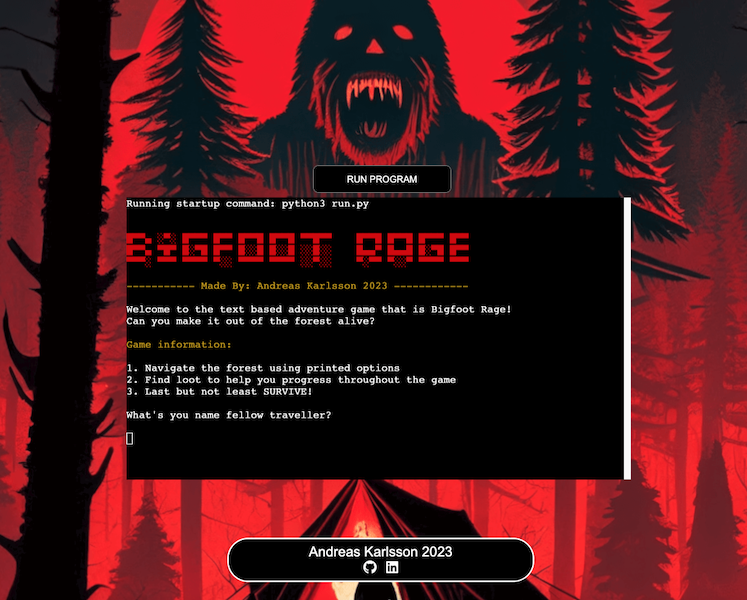 RUN PROGRAM
Running startup command: python3 run.py
BIGFOOT RAGE
----------- Made By: Andreas Karlsson 2023 ------------
Welcome to the text based adventure game that is Bigfoot Rage!
Can you make it out of the forest alive?
Game information:
1. Navigate the forest using printed options
2. Find loot to help you progress throughout the game
3. Last but not least SURVIVE!
What's you name fellow traveller?
Andreas Karlsson 2023
in